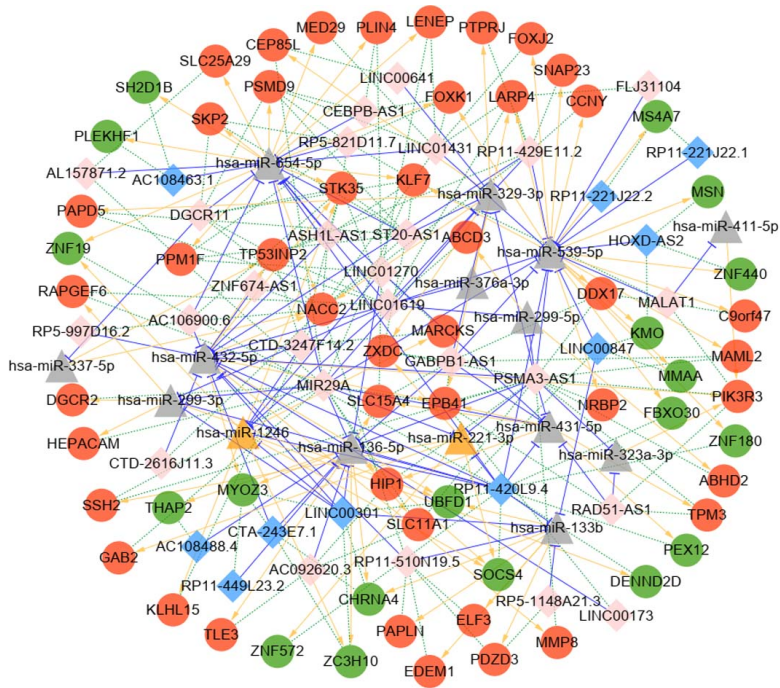 MED29
PLIN4
LENEP
PTPRJ
FOXJ2
CEP85L
SLC25A29
LINC00641
SNAP23
SH2D1B
PSMD9
FLJ31104
CEBPB-AS1
FOXK1
LARP4
CCNY
SKP2
MS4A7
PLEKHF1
RP5-821D11.7
LINC01431
RP11-429E11.2
RP11-221J22.1
hsa-miR-654-5p
AL157871.2
AC108463.1
STK35
KLF7
hsa-miR-329-3p
RP11-221J22.2
MSN
PAPD5
DGCR11
ASH1L-AS1
ST20-AS1
ABCD3
hsa-miR-411-5p
HOXD-AS2
ZNF19
PPM1F
TP53INP2
hsa-miR-539-5p
LINC01270
ZNF440
RAPGEF6
ZNF674-AS1
hsa-miR-376a-3p
DDX17
MALAT1
NACC2
LINC01619
C9orf47
AC106900.6
MARCKS
hsa-miR-299-5p
RP5-997D16.2
KMO
CTD-3247F14.2
ZXDC
LINC00847
hsa-miR-432-5p
GABPB1-AS1
MAML2
hsa-miR-337-5p
MMAA
PSMA3-AS1
MIR29A
PIK3R3
DGCR2
hsa-miR-299-3p
SLC15A4
EPB41
NRBP2
FBXO30
hsa-miR-1246
hsa-miR-221-3p
hsa-miR-431-5p
HEPACAM
ZNF180
hsa-miR-136-5p
hsa-miR-323a-3p
CTD-2616J11.3
ABHD2
HIP1
RP11-420L9.4
MYOZ3
UBFD1
SSH2
THAP2
LINC00301
RAD51-AS1
TPM3
SLC11A1
hsa-miR-133b
CTA-243E7.1
AC108488.4
PEX12
GAB2
AC092620.3
RP11-510N19.5
SOCS4
RP11-449L23.2
DENND2D
CHRNA4
RP5-1148A21.3
KLHL15
LINC00173
ELF3
TLE3
PAPLN
MMP8
ZNF572
ZC3H10
PDZD3
EDEM1